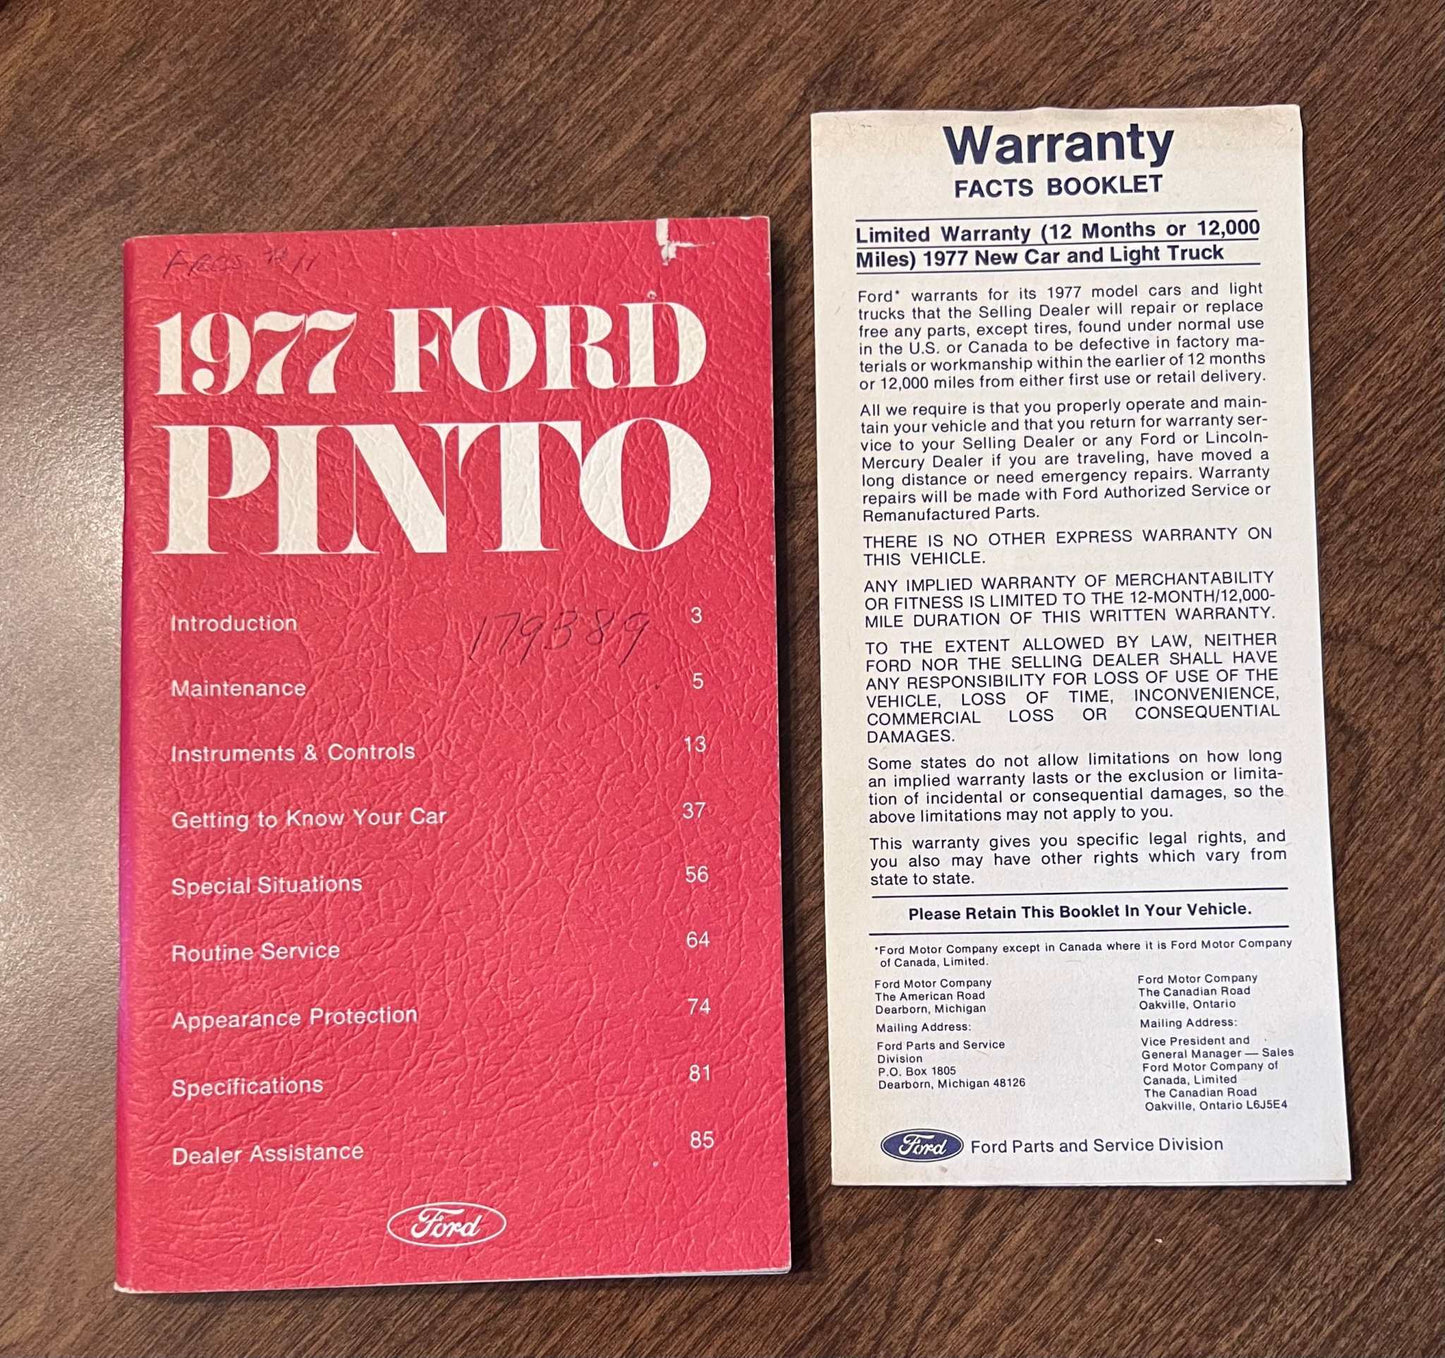 1977 FORD
PINTO
Introduction 3
179389
Maintenance 5
Instruments & Controls 13
Getting to Know Your Car 37
Special Situations 56
Routine Service 64
Appearance Protection 74
Specifications 81
Dealer Assistance 85
Ford
Warranty
FACTS BOOKLET
Limited Warranty (12 Months or 12,000
Miles) 1977 New Car and Light Truck
Ford* warrants for its 1977 model cars and light
trucks that the Selling Dealer will repair or replace
free any parts, except tires, found under normal use
in the U.S. or Canada to be defective in factory ma-
terials or workmanship within the earlier of 12 months
or 12,000 miles from either first use or retail delivery.
All we require is that you properly operate and main-
tain your vehicle and that you return for warranty ser-
vice to your Selling Dealer or any Ford or Lincoln-
Mercury Dealer if you are traveling, have moved a
long distance or need emergency repairs. Warranty
repairs will be made with Ford Authorized Service or
Remanufactured Parts.
THERE IS NO OTHER EXPRESS WARRANTY ON
THIS VEHICLE.
ANY IMPLIED WARRANTY OF MERCHANTABILITY
OR FITNESS IS LIMITED TO THE 12-MONTH/12,000-
MILE DURATION OF THIS WRITTEN WARRANTY.
TO THE EXTENT ALLOWED BY LAW, NEITHER
FORD NOR THE SELLING DEALER SHALL HAVE
ANY RESPONSIBILITY FOR LOSS OF USE OF THE
VEHICLE, LOSS OF TIME, INCONVENIENCE,
COMMERCIAL LOSS OR CONSEQUENTIAL
DAMAGES.
Some states do not allow limitations on how long
an implied warranty lasts or the exclusion or limita-
tion of incidental or consequential damages, so the
above limitations may not apply to you.
This warranty gives you specific legal rights, and
you also may have other rights which vary from
state to state.
Please Retain This Booklet In Your Vehicle.
*Ford Motor Company except in Canada where it is Ford Motor Company
of Canada, Limited.
Ford Motor Company
The American Road
Dearborn, Michigan
Mailing Address:
Ford Parts and Service
Division
P.O. Box 1805
Dearborn, Michigan 48126
Ford Motor Company
The Canadian Road
Oakville, Ontario
Mailing Address:
Vice President and
General Manager — Sales
Ford Motor Company of
Canada, Limited
The Canadian Road
Oakville, Ontario L6J5E4
Ford Ford Parts and Service Division